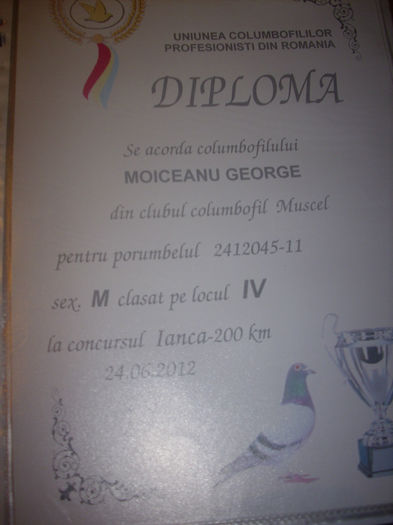 UNIUNEA COLUMBOFILILOR
PROFESIONISTI DIN ROMANIA
DIPLOMA
Se acorda columbofilului
MOICEANU GEORGE
din clubul columbofil Muscel
pentru porumbelul 2412045-11
sex. M clasat pe locul IV
la concursul Ianca-200 km
24.06.2012